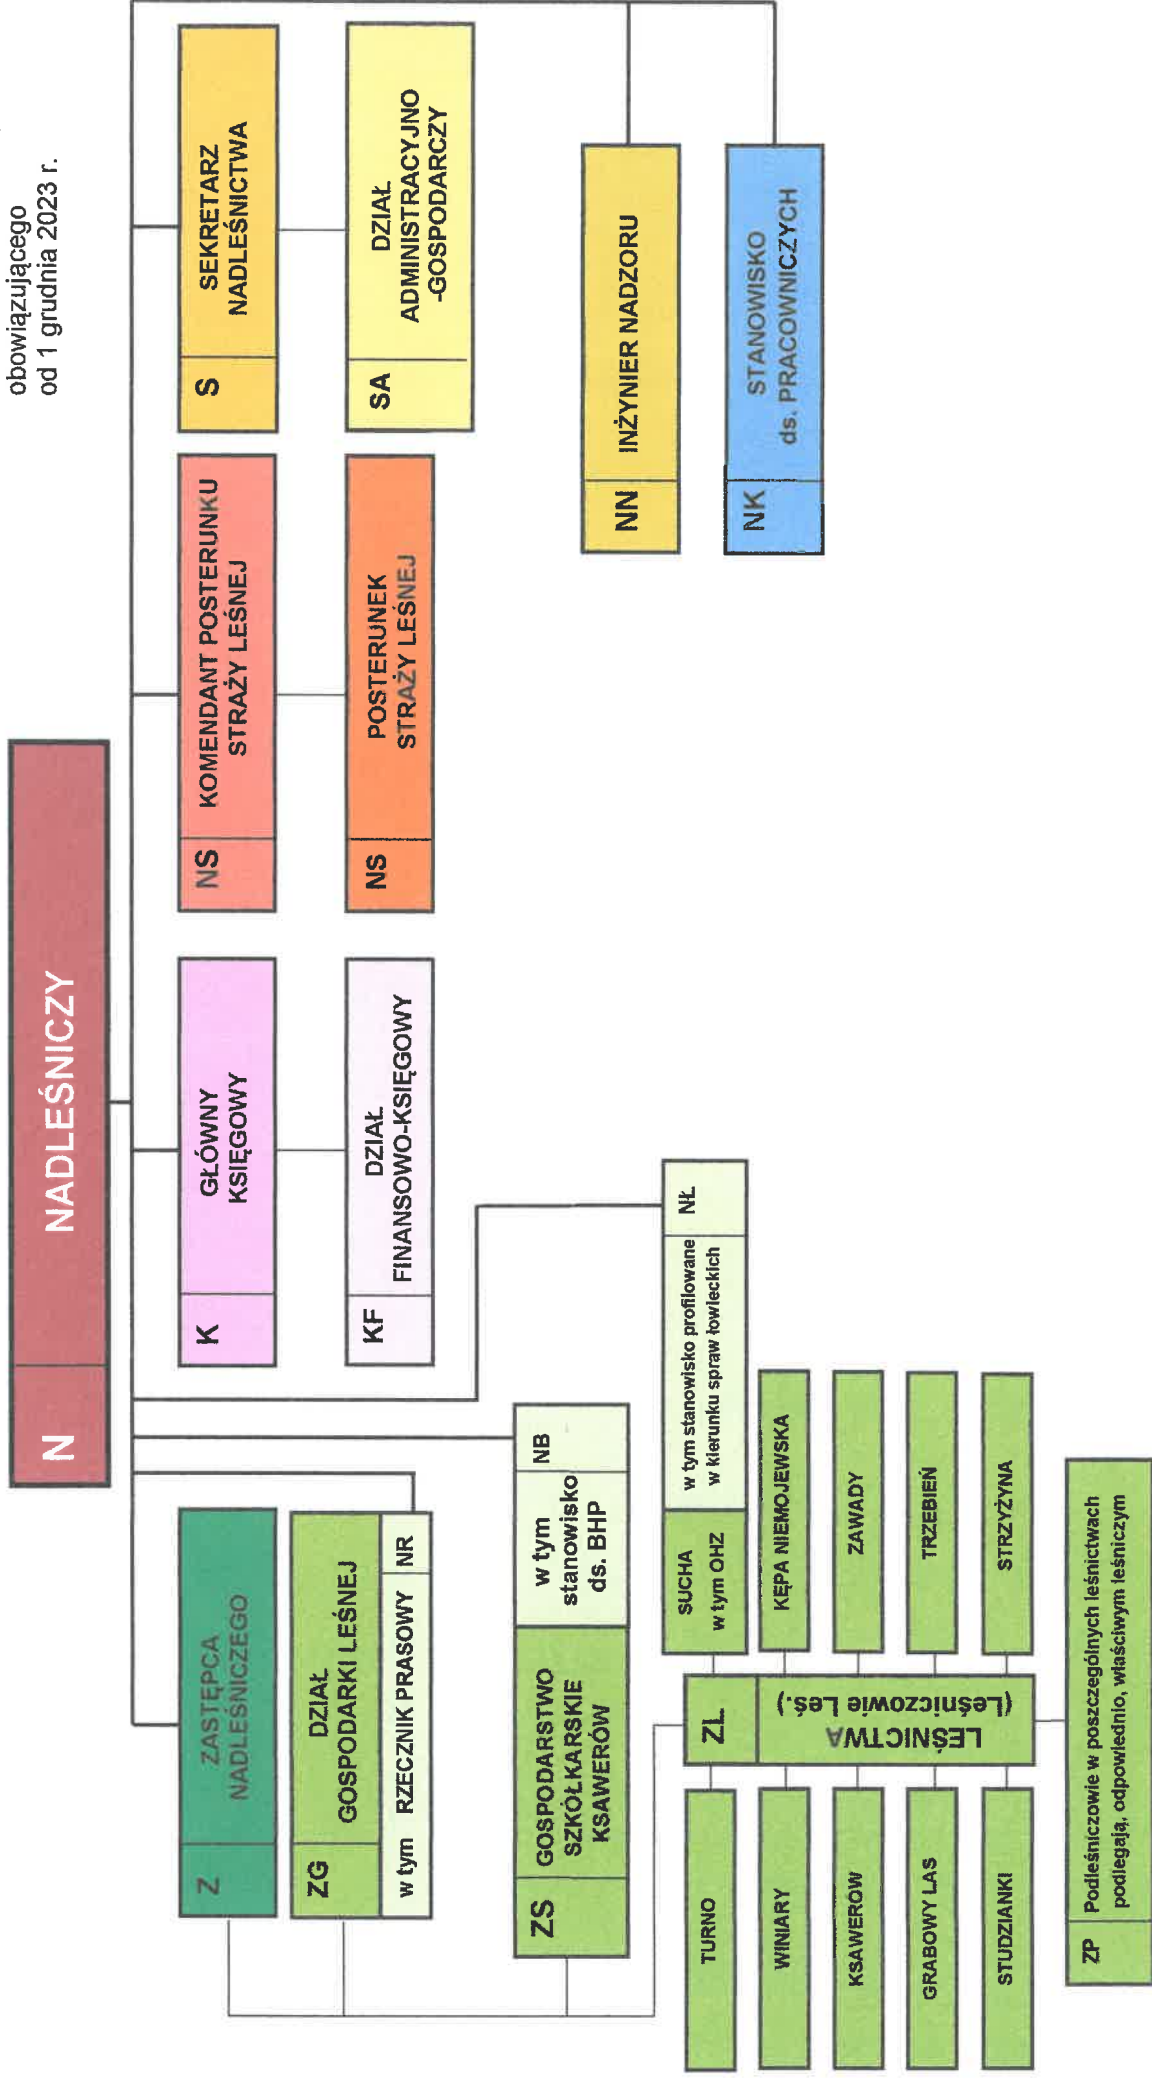 obowiązującego
od 1 grudnia 2023 r.
N
NADLEŚNICZY
Z
ZASTĘPCA
NADLEŚNICZEGO
ZG
DZIAŁ
GOSPODARKI LEŚNEJ
w tym RZECZNIK PRASOWY
NR
K
GŁÓWNY
KSIĘGOWY
KF
DZIAŁ
FINANSOWO-KSIĘGOWY
NS
KOMENDANT POSTERUNKU
STRAŻY LEŚNEJ
NS
POSTERUNEK
STRAŻY LEŚNEJ
S
SEKRETARZ
NADLEŚNICTWA
SA
DZIAŁ
ADMINISTRACYJNO
-GOSPODARCZY
ZS
GOSPODARSTWO
SZKÓŁKARSKIE
KSAWERÓW
w tym
stanowisko
ds. BHP
NB
NN
INŻYNIER NADZORU
NK
STANOWISKO
ds. PRACOWNICZYCH
ZL
LEŚNICTWA
(Leśniczowie Leś.)
TURNO
WINIARY
KSAWERÓW
GRABOWY LAS
STUDZIANKI
SUCHA
w tym OHZ
w tym stanowisko profilowane
w kierunku spraw łowieckich
NŁ
KĘPA NIEMOJEWSKA
ZAWADY
TRZEBIEŃ
STRZYŻYNA
ZP
Podleśniczowie w poszczególnych leśnictwach
podlegają, odpowiednio, właściwym leśniczym